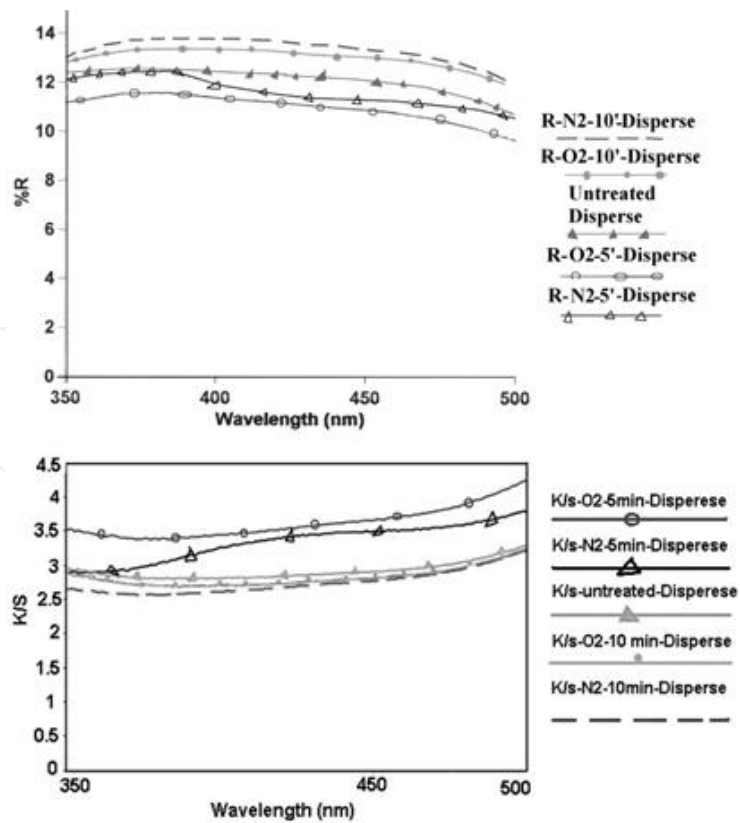 14
12
10
8
6
4
2
0
%R
350
400
450
500
Wavelength (nm)
R-N2-10'-Disperse
R-O2-10'-Disperse
Untreated
Disperse
R-O2-5'-Disperse
R-N2-5'-Disperse
4.5
4
3.5
3
2.5
2
1.5
1
0.5
0
K/S
350
400
450
500
Wavelength (nm)
K/s-O2-5min-Disperese
K/s-N2-5min-Disperese
K/s-untreated-Disperese
K/s-O2-10 min-Disperse
K/s-N2-10min-Disperse